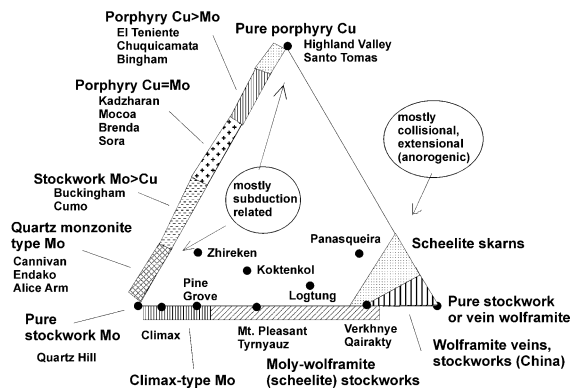 Porphyry Cu>Mo
El Teniente
Chuquicamata
Bingham
Pure porphyry Cu
Highland Valley
Santo Tomas
Porphyry Cu=Mo
Kadzharan
Mocoa
Brenda
Sora
mostly
collisional,
extensional
(anorogenic)
Stockwork Mo>Cu
Buckingham
Cumo
mostly
subduction
related
Quartz monzonite
type Mo
Cannivan
Endako
Alice Arm
Zhireken
Koktenkol
Panasqueira
Scheelite skarns
Pine
Grove
Logtung
Pure
stockwork Mo
Quartz Hill
Climax
Mt. Pleasant
Tyrnyauz
Verkhnye
Qairakty
Pure stockwork
or vein wolframite
Climax-type Mo
Moly-wolframite
(scheelite) stockworks
Wolframite veins,
stockworks (China)